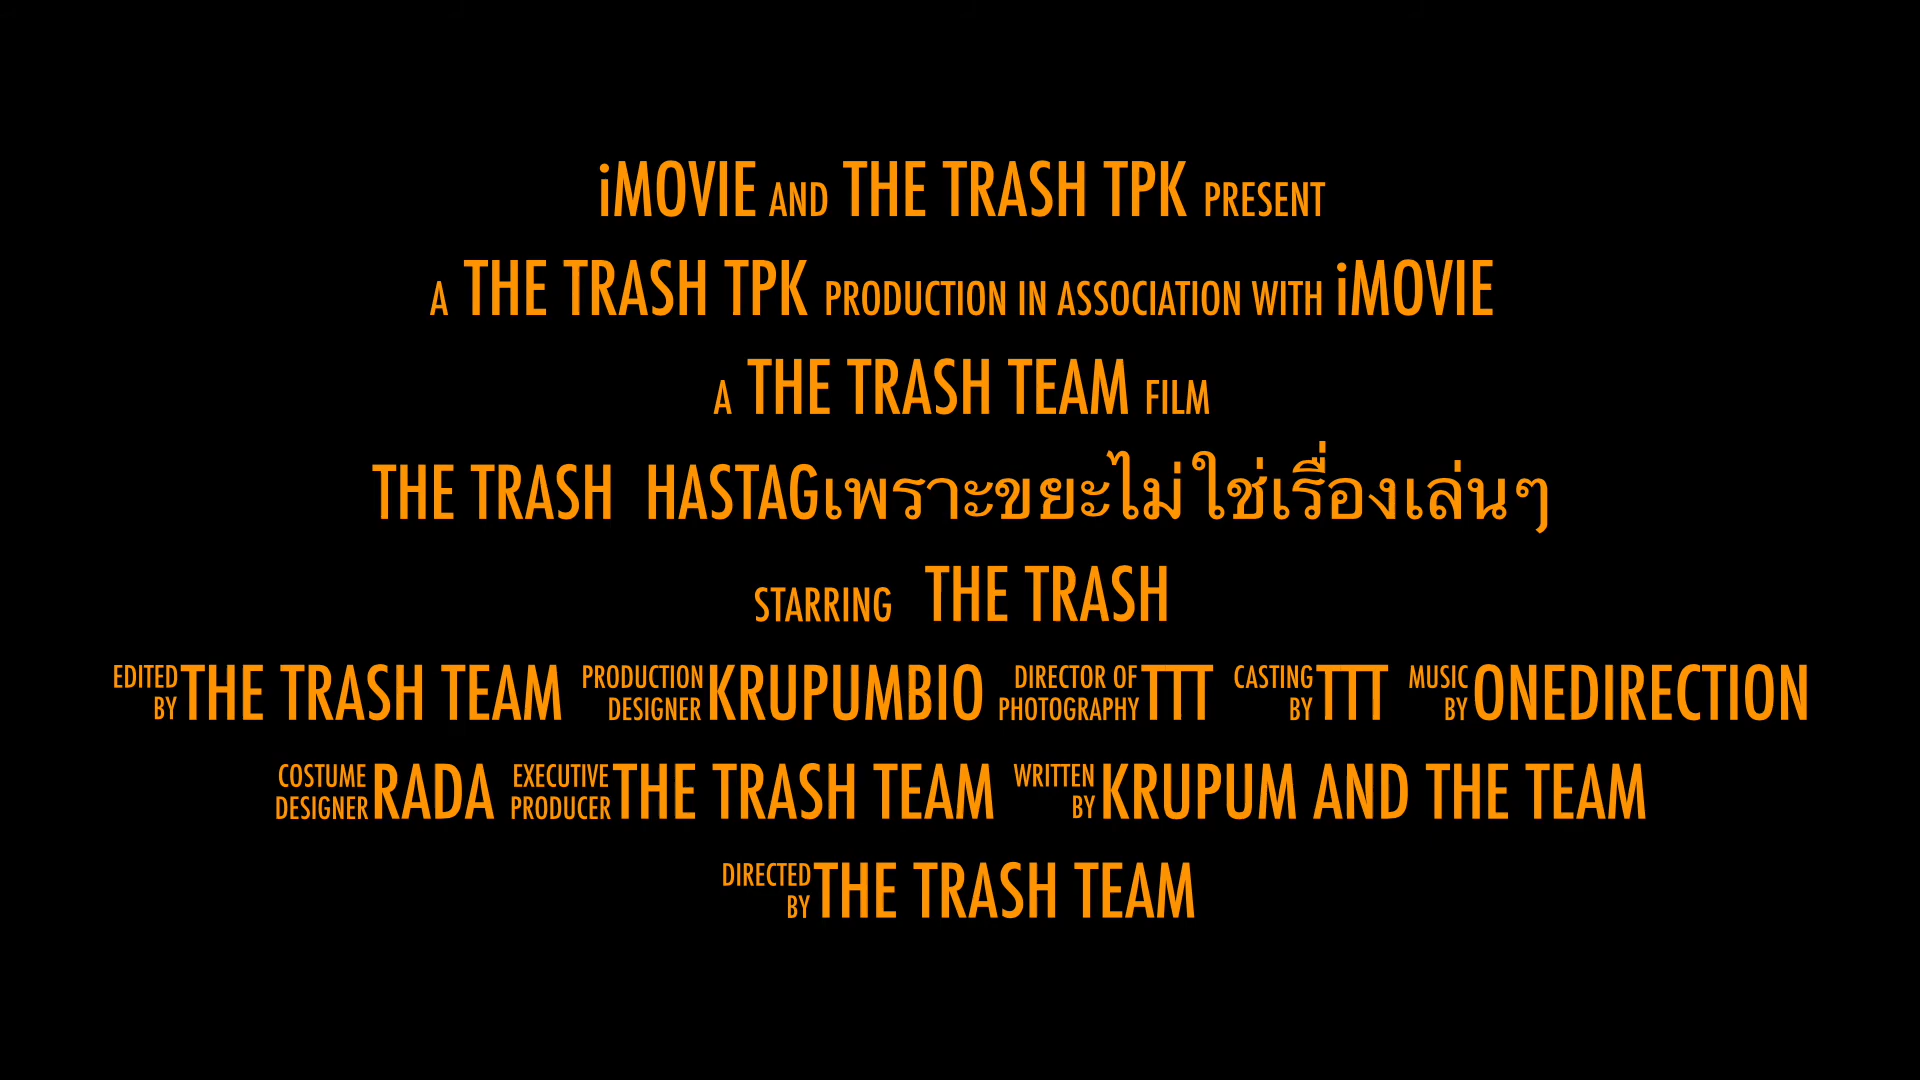 iMOVIE AND THE TRASH TPK PRESENT
A THE TRASH TPK PRODUCTION IN ASSOCIATION WITH iMOVIE
A THE TRASH TEAM FILM
THE TRASH HASTAGเพราะขยะไม่ใช่เรื่องเล่นๆ
STARRING THE TRASH
EDITED BY THE TRASH TEAM PRODUCTION DESIGNER KRUPUMBIO DIRECTOR OF PHOTOGRAPHY TTT CASTING BY TTT MUSIC BY ONEDIRECTION
COSTUME DESIGNER RADA EXECUTIVE PRODUCER THE TRASH TEAM WRITTEN BY KRUPUM AND THE TEAM
DIRECTED BY THE TRASH TEAM